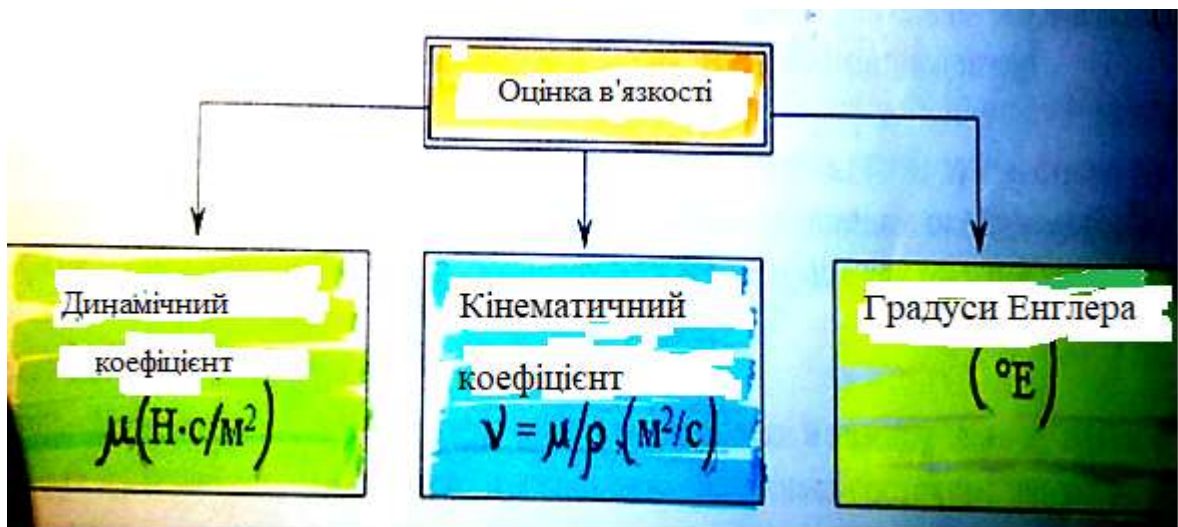 Оцінка в'язкості
Динамічний
коефіцієнт
μ(Н·с/м²)
Кінематичний
коефіцієнт
ν = μ/ρ (м²/с)
Градуси Енглера
(°Е)